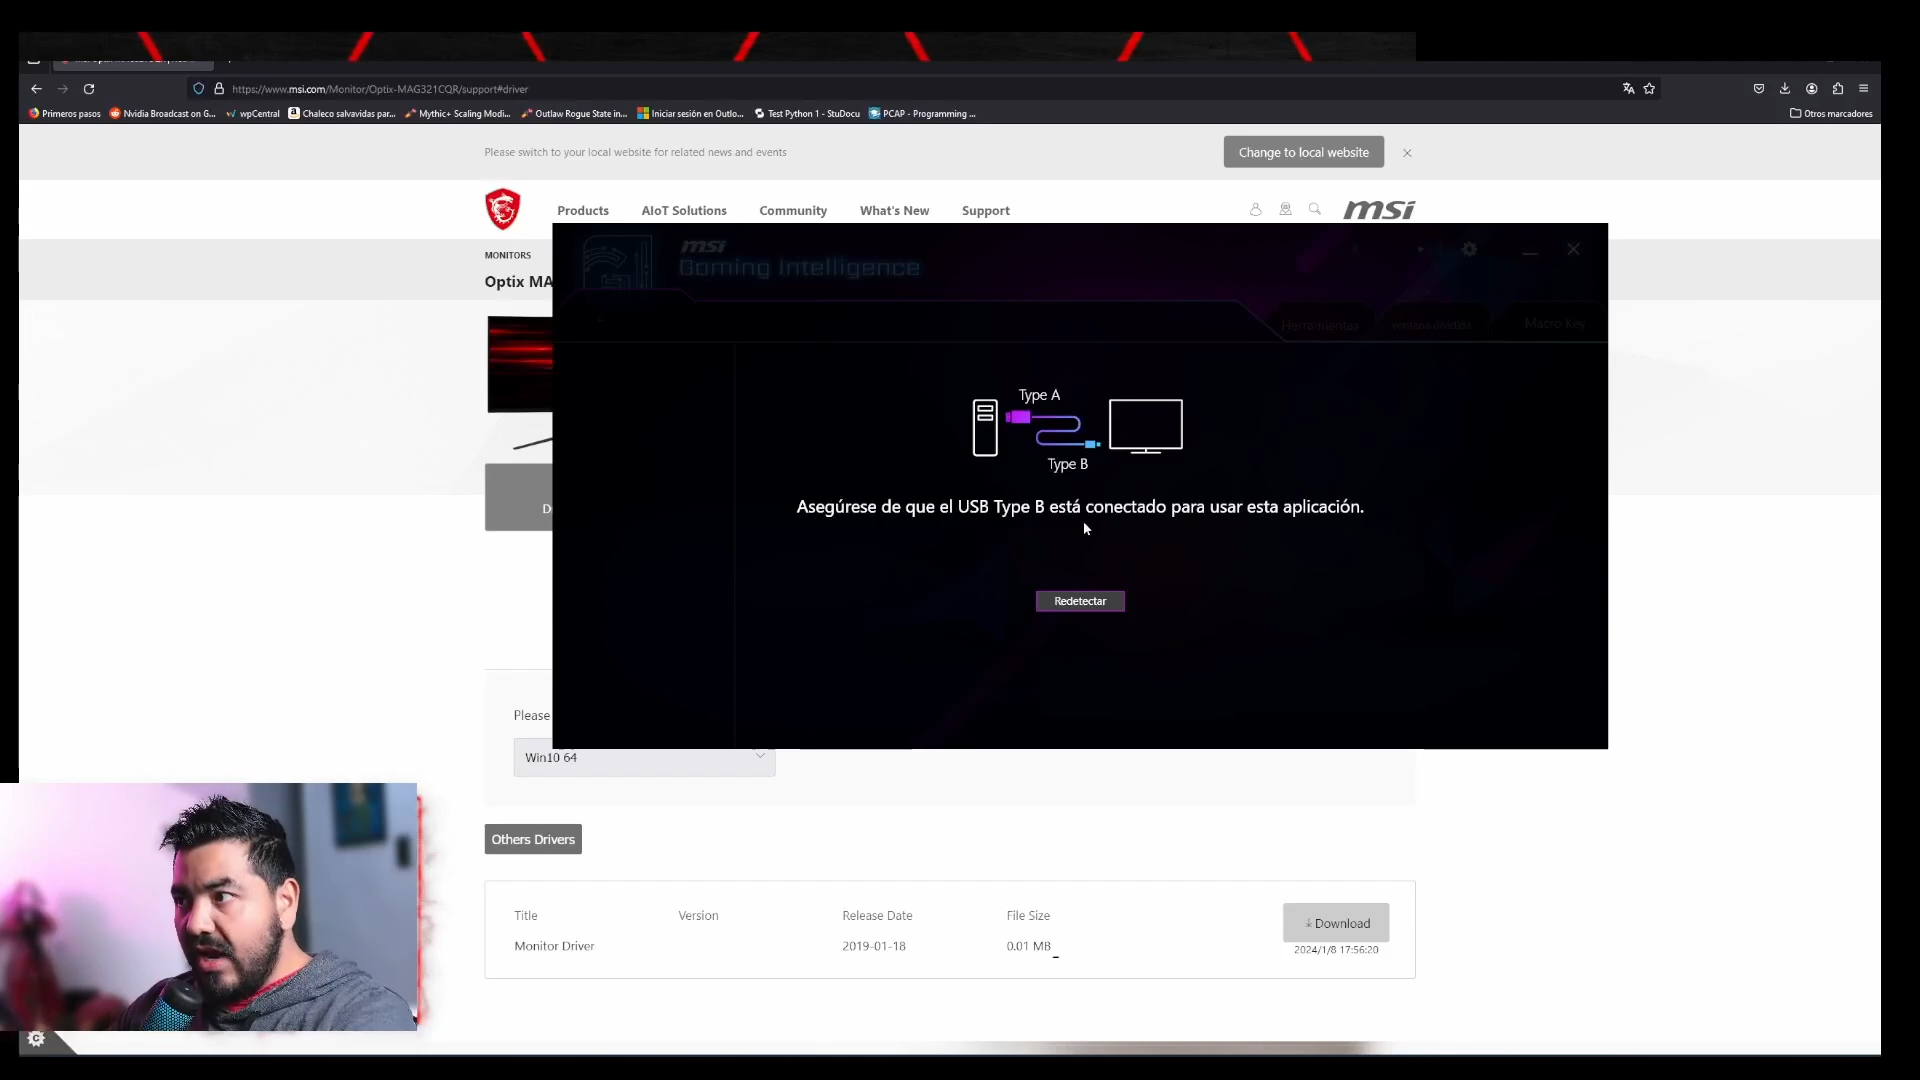 https://www.msi.com/Monitor/Optix-MAG321CQR/support#driver
Primeros pasos
Nvidia Broadcast on G...
wpCentral
Chaleco salvavidas par...
Mythic+ Scaling Modi...
Outlaw Rogue State in...
Iniciar sesión en Outlo...
Test Python 1 - StuDocu
PCAP - Programming ...
Otros marcadores
Please switch to your local website for related news and events
Change to local website
Products
AIoT Solutions
Community
What's New
Support
msi
MONITORS
Optix MA
msi
Gaming Intelligence
Herramientas
ventana dividida
Macro Key
Type A
Type B
Asegúrese de que el USB Type B está conectado para usar esta aplicación.
Redetectar
D
Please
Win10 64
Others Drivers
Title
Version
Release Date
File Size
Download
Monitor Driver
2019-01-18
0.01 MB
2024/1/8 17:56:20